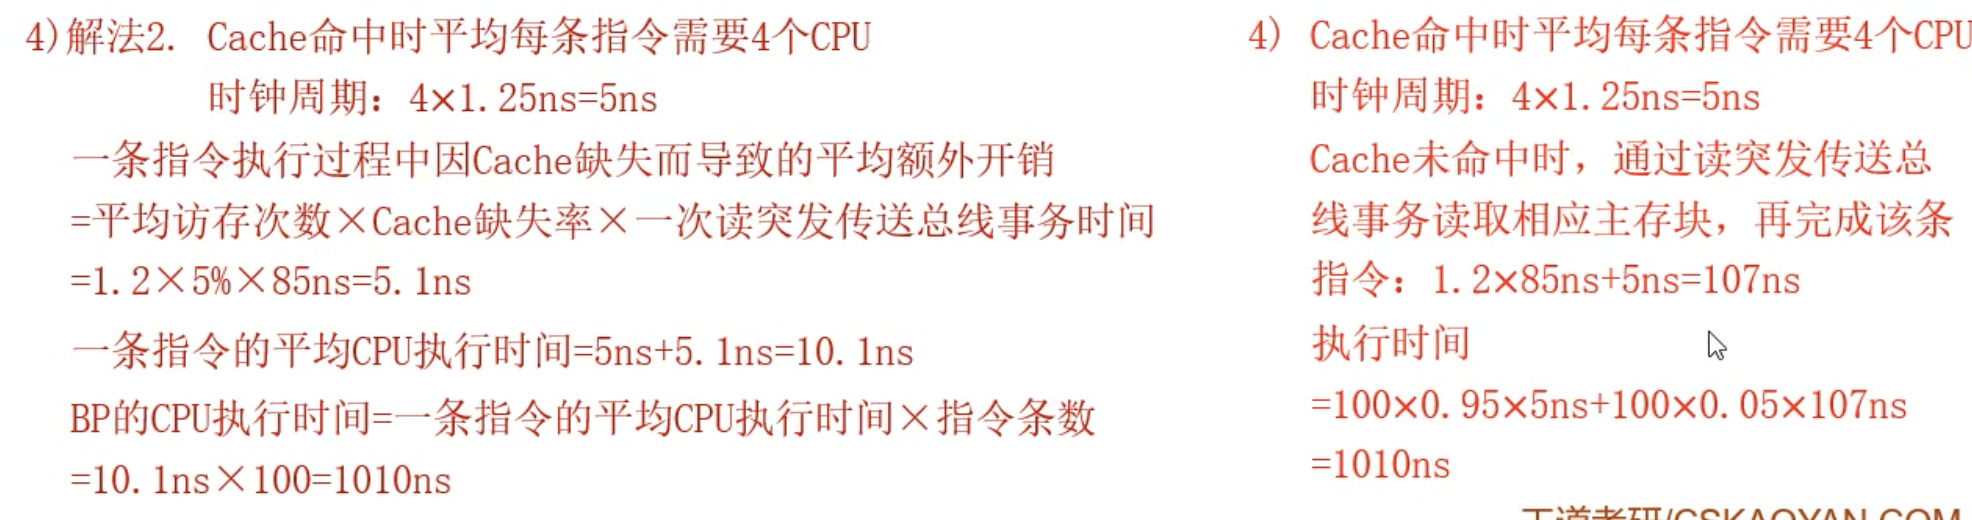 4)解法2. Cache命中时平均每条指令需要4个CPU
时钟周期：4×1.25ns=5ns
一条指令执行过程中因Cache缺失而导致的平均额外开销
=平均访存次数×Cache缺失率×一次读突发传送总线事务时间
=1.2×5%×85ns=5.1ns
一条指令的平均CPU执行时间=5ns+5.1ns=10.1ns
BP的CPU执行时间=一条指令的平均CPU执行时间×指令条数
=10.1ns×100=1010ns
4) Cache命中时平均每条指令需要4个CPU
时钟周期：4×1.25ns=5ns
Cache未命中时，通过读突发传送总
线事务读取相应主存块，再完成该条
指令：1.2×85ns+5ns=107ns
执行时间
=100×0.95×5ns+100×0.05×107ns
=1010ns
王道考研/CSKAOYAN.COM